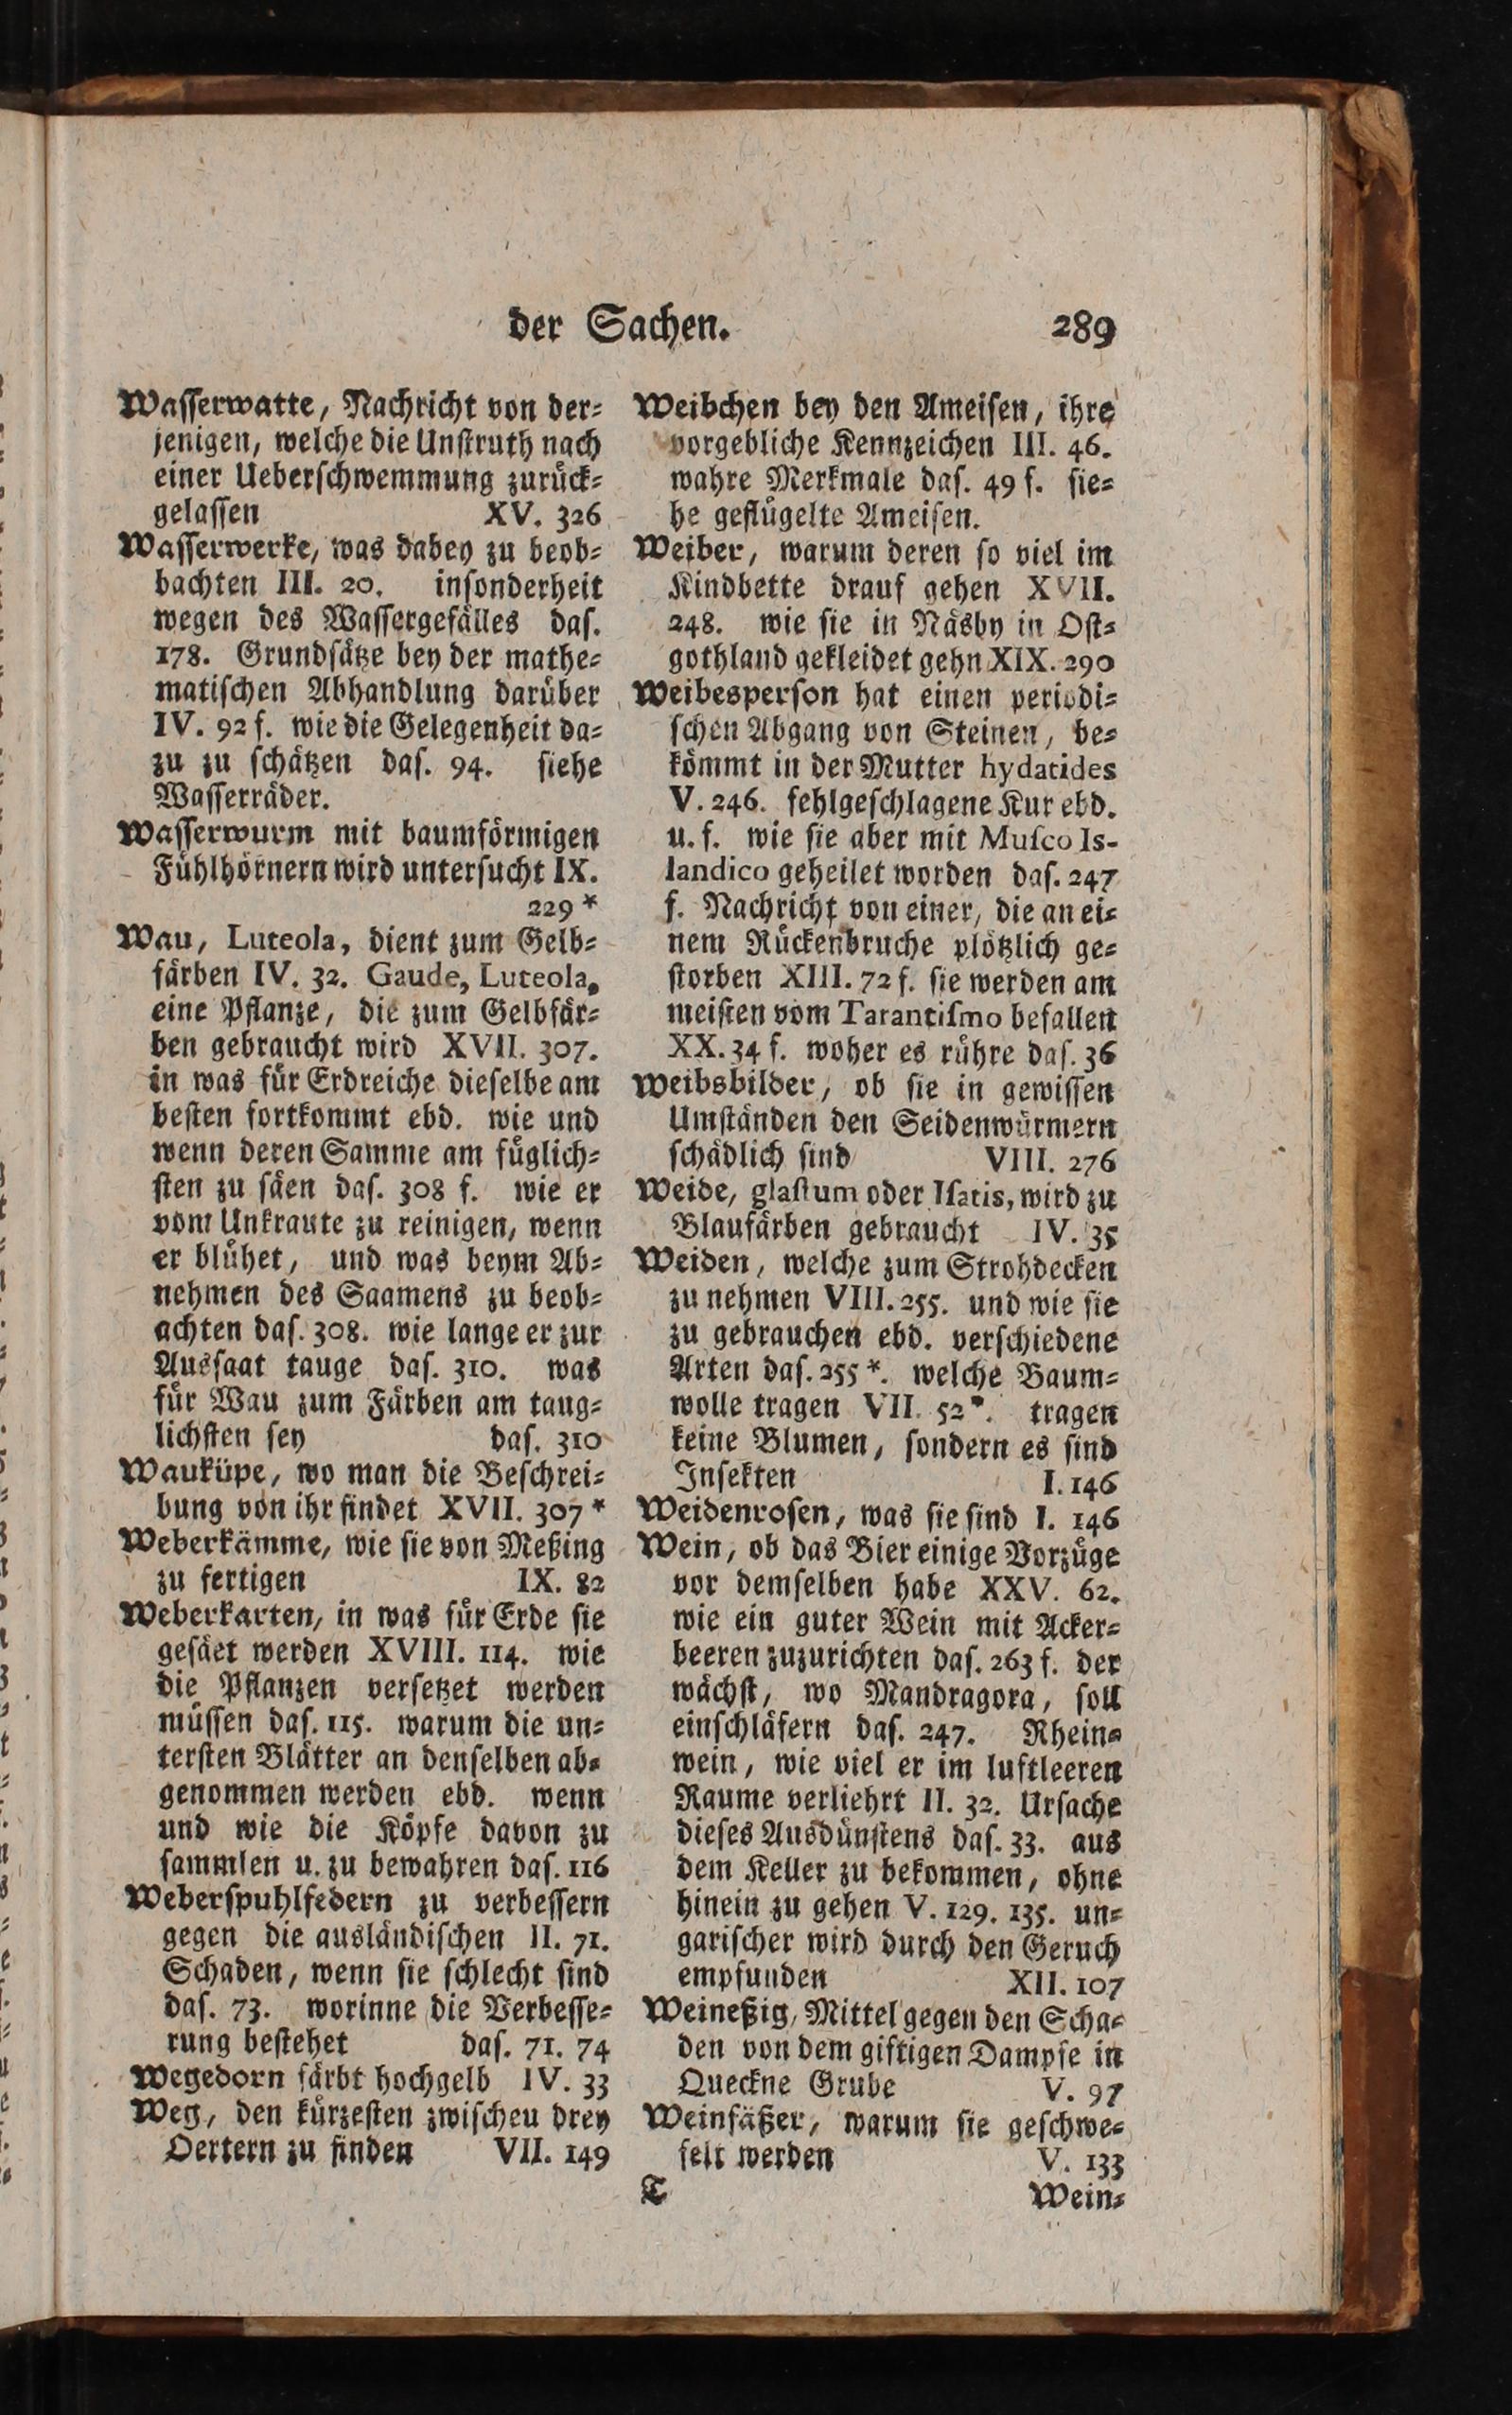 der Sachen. 289
Waſſerwatte, Nachricht von der-
jenigen, welche die Unſtruth nach
einer Ueberſchwemmung zurück-
gelaſſen XV. 326
Waſſerwerke, was dabey zu beob-
bachten III. 20. inſonderheit
wegen des Waſſergefälles daſ.
178. Grundſätze bey der mathe-
matiſchen Abhandlung darüber
IV. 92 f. wie die Gelegenheit da-
zu zu ſchätzen daſ. 94. ſiehe
Waſſerräder.
Waſſerwurm mit baumförmigen
Fühlhörnern wird unterſucht IX.
229 *
Wau, Luteola, dient zum Gelb-
färben IV. 32. Gaude, Luteola,
eine Pflanze, die zum Gelbfär-
ben gebraucht wird XVII. 307.
in was für Erdreiche dieſelbe am
beſten fortkommt ebd. wie und
wenn deren Samme am füglich-
ſten zu ſäen daſ. 308 f. wie er
vom Unkraute zu reinigen, wenn
er blühet, und was beym Ab-
nehmen des Saamens zu beob-
achten daſ. 308. wie lange er zur
Ausſaat tauge daſ. 310. was
für Wau zum Färben am taug-
lichſten ſey daſ. 310
Wauküpe, wo man die Beſchrei-
bung von ihr findet XVII. 307 *
Weberkämme, wie ſie von Meßing
zu fertigen IX. 82
Weberkarten, in was für Erde ſie
geſäet werden XVIII. 114. wie
die Pflanzen verſetzet werden
müſſen daſ. 115. warum die un-
terſten Blätter an denſelben ab-
genommen werden ebd. wenn
und wie die Köpfe davon zu
ſammlen u. zu bewahren daſ. 116
Weberſpuhlfedern zu verbeſſern
gegen die ausländiſchen II. 71.
Schaden, wenn ſie ſchlecht ſind
daſ. 73. worinne die Verbeſſe-
rung beſtehet daſ. 71. 74
Wegedorn färbt hochgelb IV. 33
Weg, den kürzeſten zwiſcheu drey
Oertern zu finden VII. 149
Weibchen bey den Ameiſen, ihre
vorgebliche Kennzeichen III. 46.
wahre Merkmale daſ. 49 f. ſie-
he geflügelte Ameiſen.
Weiber, warum deren ſo viel im
Kindbette drauf gehen XVII.
248. wie ſie in Näsby in Oſt-
gothland gekleidet gehn XIX. 290
Weibesperſon hat einen periodi-
ſchen Abgang von Steinen, be-
kömmt in der Mutter hydatides
V. 246. fehlgeſchlagene Kur ebd.
u. f. wie ſie aber mit Muſco Is-
landico geheilet worden daſ. 247
f. Nachricht von einer, die an ei-
nem Rückenbruche plötzlich ge-
ſtorben XIII. 72 f. ſie werden am
meiſten vom Tarantiſmo befallen
XX. 34 f. woher es rühre daſ. 36
Weibsbilder, ob ſie in gewiſſen
Umſtänden den Seidenwürmern
ſchädlich ſind VIII. 276
Weide, glaſtum oder Iſatis, wird zu
Blaufärben gebraucht IV. 35
Weiden, welche zum Strohdecken
zu nehmen VIII. 255. und wie ſie
zu gebrauchen ebd. verſchiedene
Arten daſ. 255 *. welche Baum-
wolle tragen VII. 52 *. tragen
keine Blumen, ſondern es ſind
Inſekten I. 146
Weidenroſen, was ſie ſind I. 146
Wein, ob das Bier einige Vorzüge
vor demſelben habe XXV. 62.
wie ein guter Wein mit Acker-
beeren zuzurichten daſ. 263 f. der
wächſt, wo Mandragora, ſoll
einſchläfern daſ. 247. Rhein-
wein, wie viel er im luftleeren
Raume verliehrt II. 32. Urſache
dieſes Ausdünſtens daſ. 33. aus
dem Keller zu bekommen, ohne
hinein zu gehen V. 129. 135. un-
gariſcher wird durch den Geruch
empfunden XII. 107
Weineßig, Mittel gegen den Scha-
den von dem giftigen Dampfe in
Queckne Grube V. 97
Weinfäßer, warum ſie geſchwe-
felt werden V. 133
T Wein-